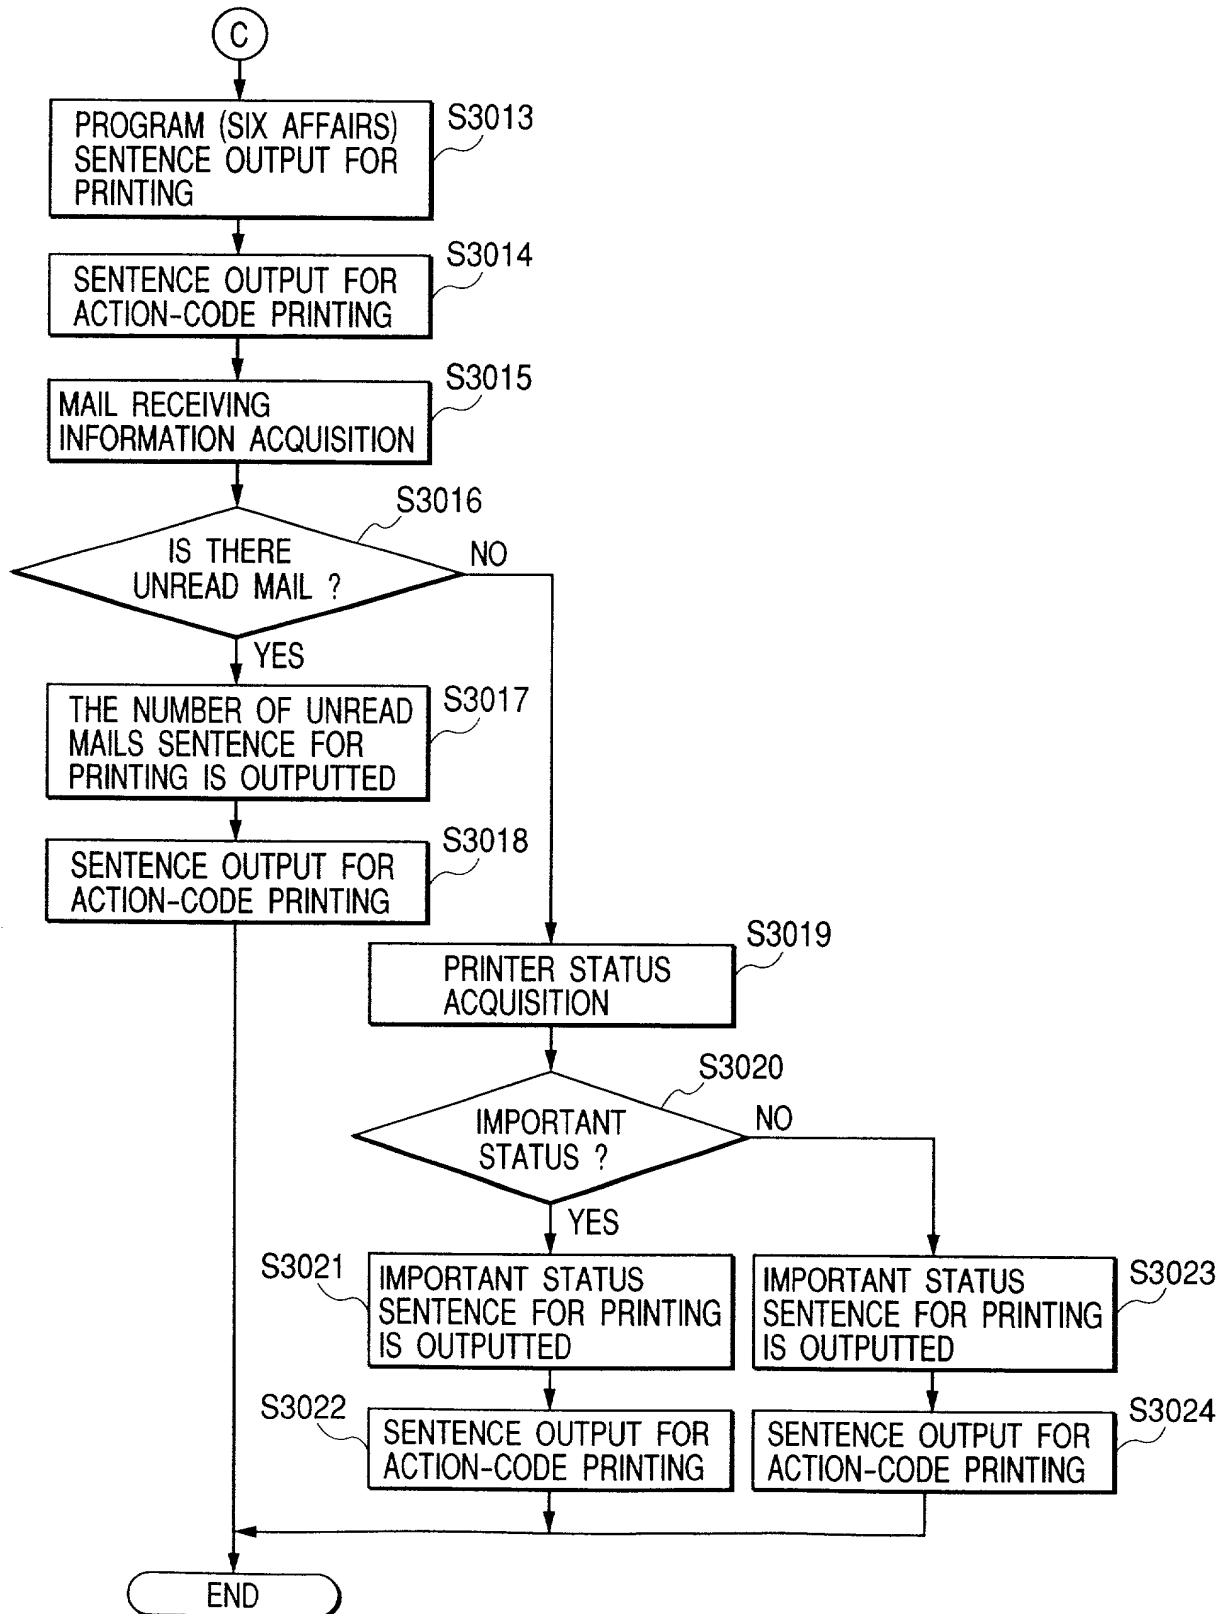 C
PROGRAM (SIX AFFAIRS)
SENTENCE OUTPUT FOR
PRINTING
S3013
SENTENCE OUTPUT FOR
ACTION-CODE PRINTING
S3014
MAIL RECEIVING
INFORMATION ACQUISITION
S3015
IS THERE
UNREAD MAIL ?
S3016
NO
YES
THE NUMBER OF UNREAD
MAILS SENTENCE FOR
PRINTING IS OUTPUTTED
S3017
SENTENCE OUTPUT FOR
ACTION-CODE PRINTING
S3018
PRINTER STATUS
ACQUISITION
S3019
IMPORTANT
STATUS ?
S3020
NO
YES
S3021
IMPORTANT STATUS
SENTENCE FOR PRINTING
IS OUTPUTTED
IMPORTANT STATUS
SENTENCE FOR PRINTING
IS OUTPUTTED
S3023
S3022
SENTENCE OUTPUT FOR
ACTION-CODE PRINTING
SENTENCE OUTPUT FOR
ACTION-CODE PRINTING
S3024
END